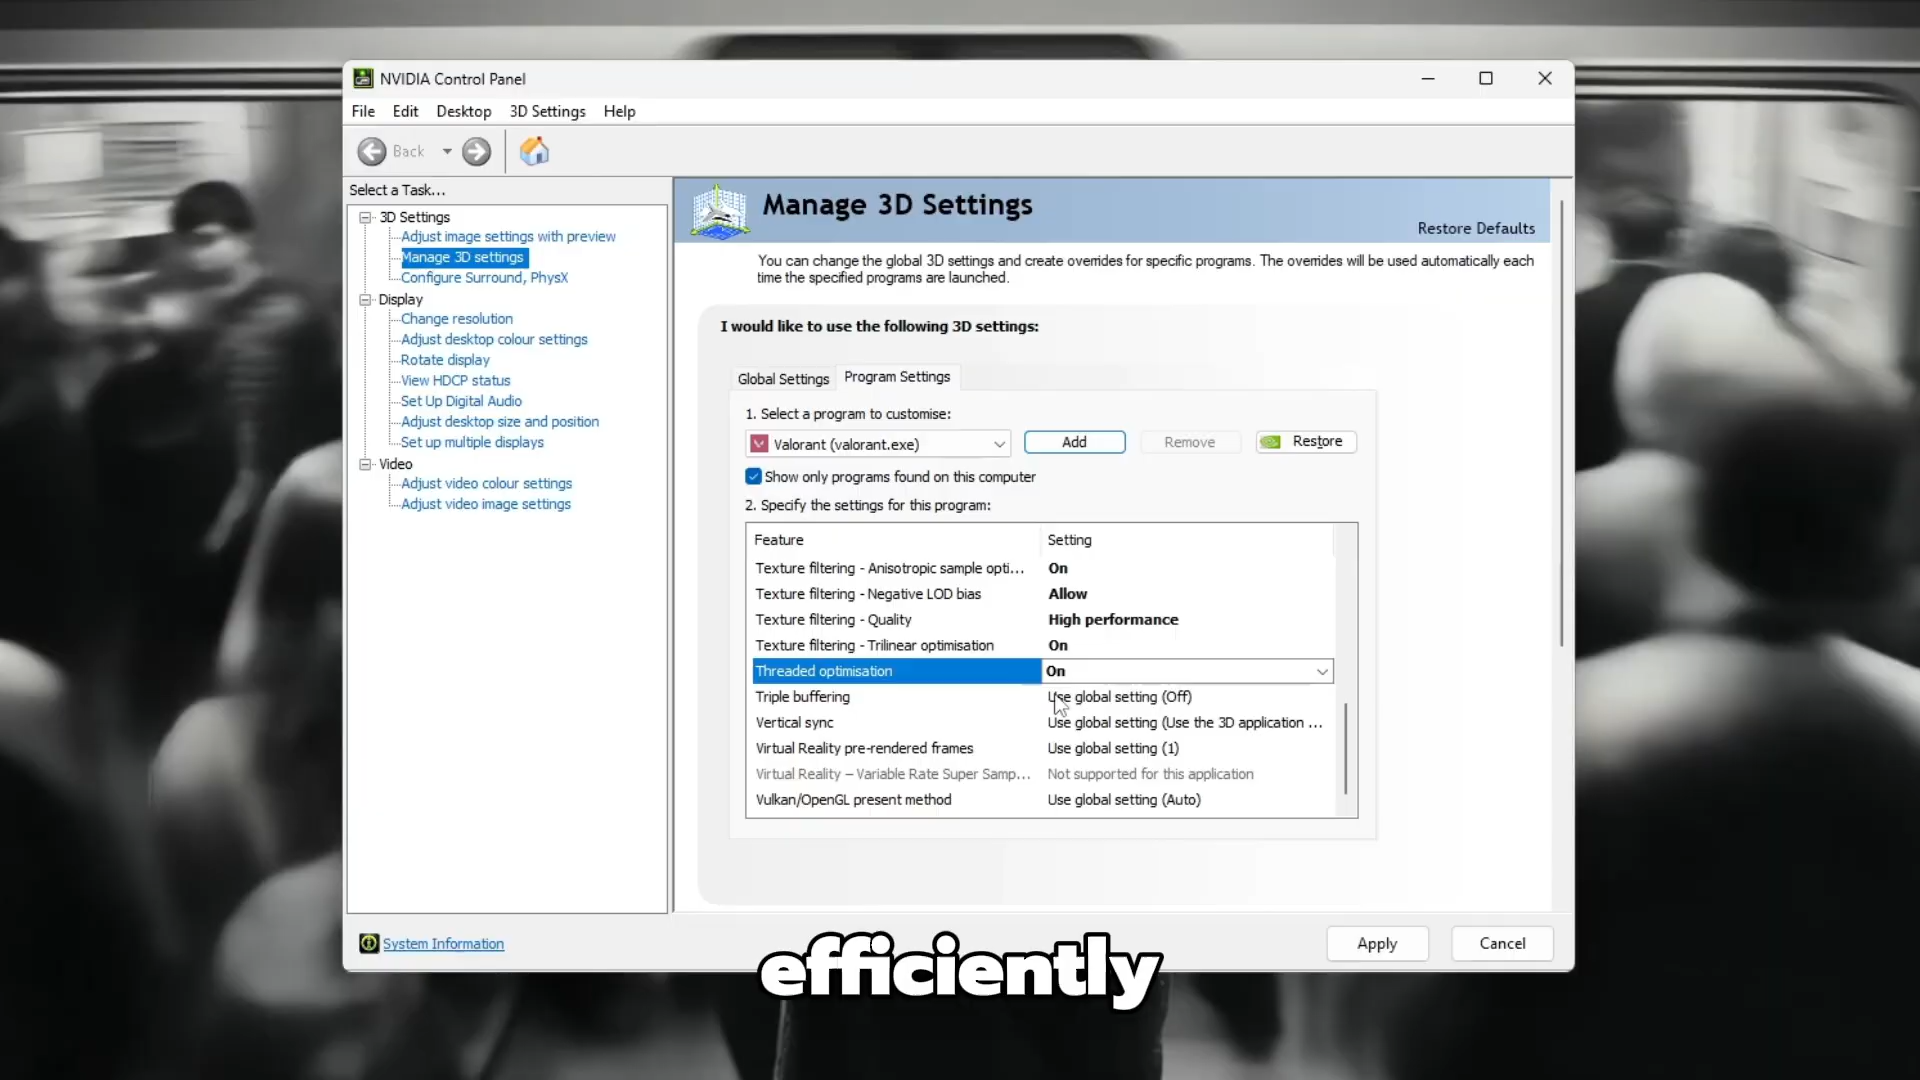 NVIDIA Control Panel
File Edit Desktop 3D Settings Help
Back
Select a Task...
3D Settings
Adjust image settings with preview
Manage 3D settings
Configure Surround, PhysX
Display
Change resolution
Adjust desktop colour settings
Rotate display
View HDCP status
Set Up Digital Audio
Adjust desktop size and position
Set up multiple displays
Video
Adjust video colour settings
Adjust video image settings
System Information
Manage 3D Settings
Restore Defaults
You can change the global 3D settings and create overrides for specific programs. The overrides will be used automatically each
time the specified programs are launched.
I would like to use the following 3D settings:
Global Settings Program Settings
1. Select a program to customise:
Valorant (valorant.exe) Add Remove Restore
Show only programs found on this computer
2. Specify the settings for this program:
Feature Setting
Texture filtering - Anisotropic sample opti... On
Texture filtering - Negative LOD bias Allow
Texture filtering - Quality High performance
Texture filtering - Trilinear optimisation On
Threaded optimisation On
Triple buffering Use global setting (Off)
Vertical sync Use global setting (Use the 3D application ...
Virtual Reality pre-rendered frames Use global setting (1)
Virtual Reality – Variable Rate Super Samp... Not supported for this application
Vulkan/OpenGL present method Use global setting (Auto)
Apply Cancel
efficiently